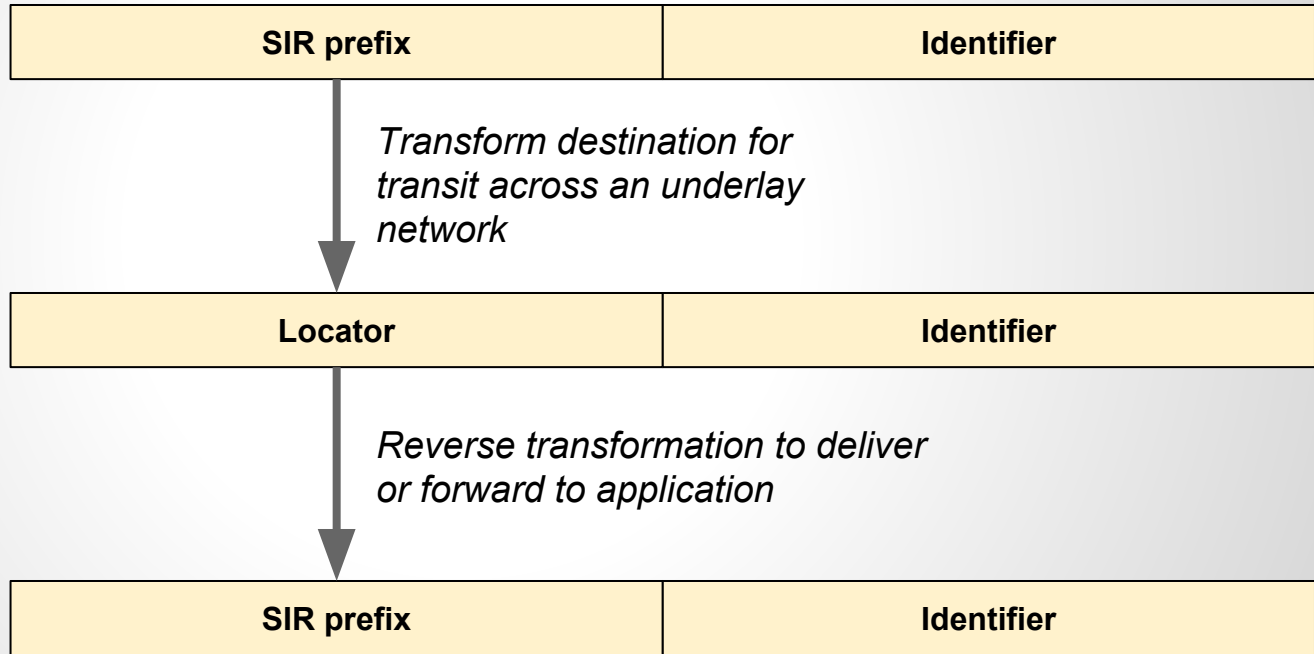 SIR prefix Identifier
Transform destination for
transit across an underlay
network
Locator Identifier
Reverse transformation to deliver
or forward to application
SIR prefix Identifier